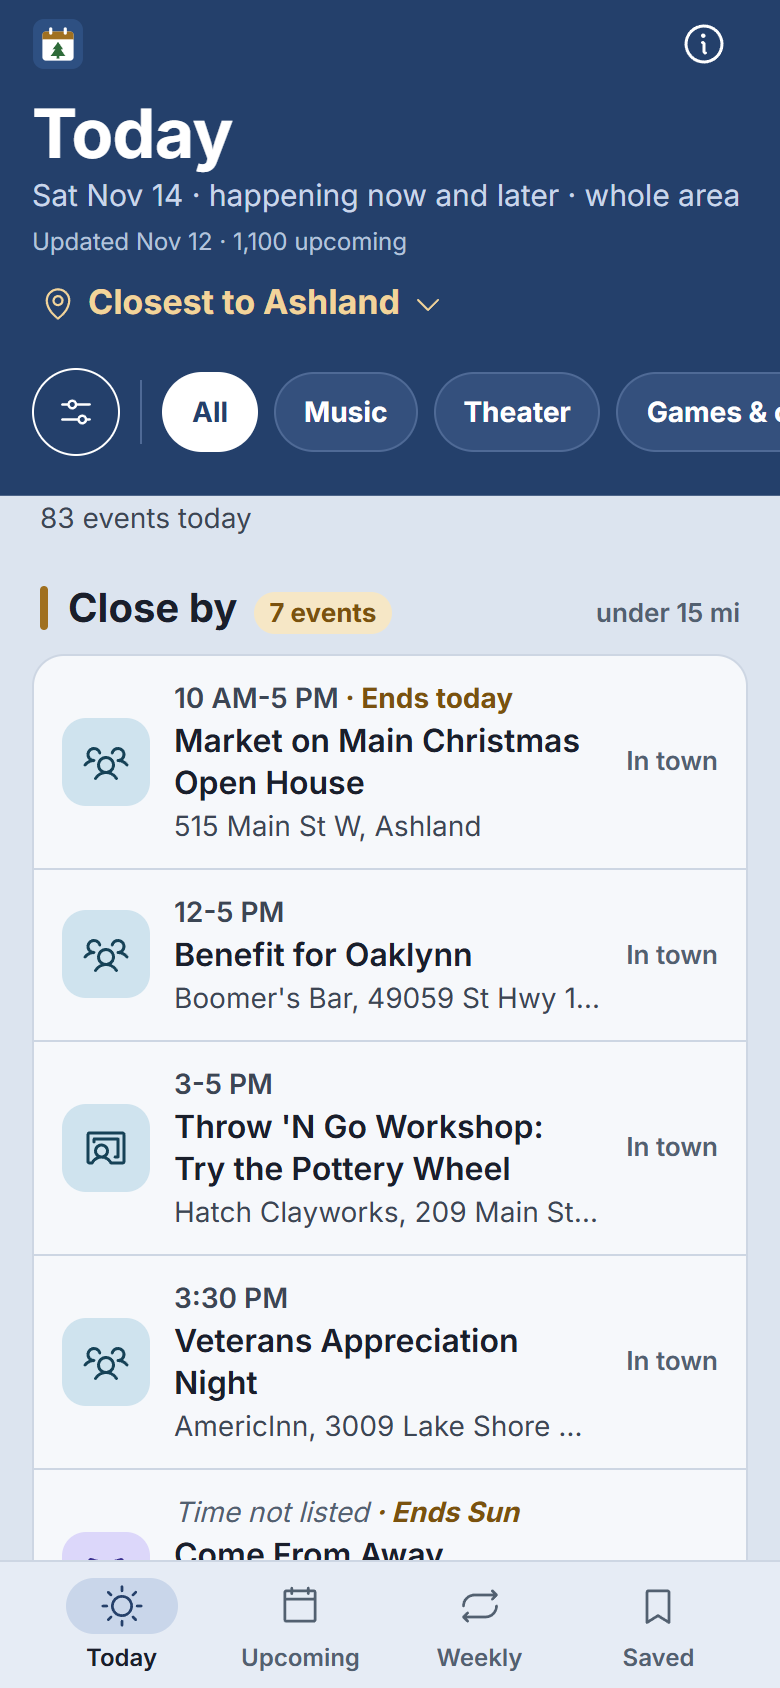 Today
Sat Nov 14 · happening now and later · whole area
Updated Nov 12 · 1,100 upcoming
Closest to Ashland
All
Music
Theater
Games &
83 events today
Close by
7 events
under 15 mi
10 AM-5 PM · Ends today
Market on Main Christmas
Open House
In town
515 Main St W, Ashland
12-5 PM
Benefit for Oaklynn
In town
Boomer's Bar, 49059 St Hwy 1...
3-5 PM
Throw 'N Go Workshop:
Try the Pottery Wheel
In town
Hatch Clayworks, 209 Main St...
3:30 PM
Veterans Appreciation
Night
In town
AmericInn, 3009 Lake Shore ...
Time not listed · Ends Sun
Come From Away
Today
Upcoming
Weekly
Saved